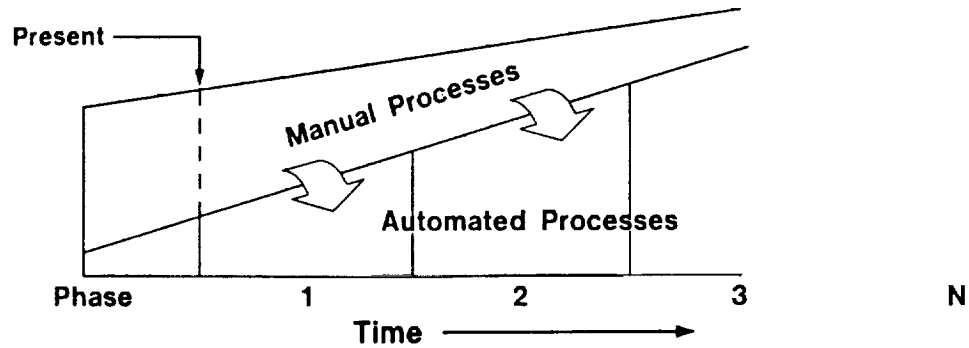 Present
Manual Processes
Automated Processes
Phase 1 2 3 N
Time